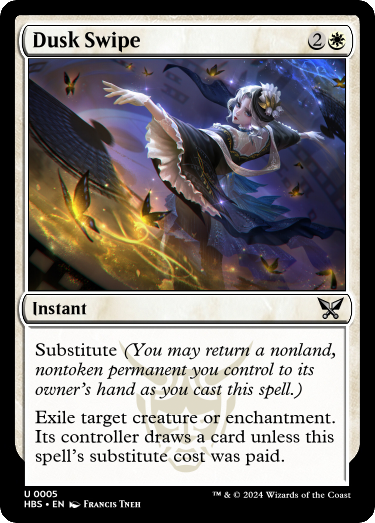 Dusk Swipe 2
Instant
Substitute (You may return a nonland,
nontoken permanent you control to its
owner's hand as you cast this spell.)
Exile target creature or enchantment.
Its controller draws a card unless this
spell's substitute cost was paid.
U 0005
HBS • EN Francis Tneh
™ & © 2024 Wizards of the Coast